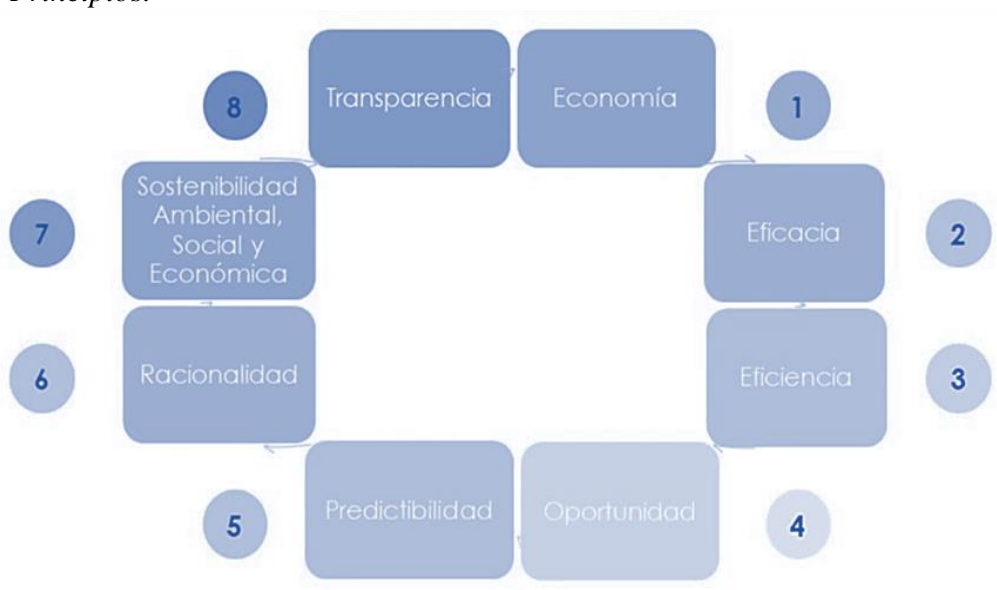 Principios.
8
Transparencia
Economía
1
7
Sostenibilidad
Ambiental,
Social y
Económica
Eficacia
2
6
Racionalidad
Eficiencia
3
5
Predictibilidad
Oportunidad
4